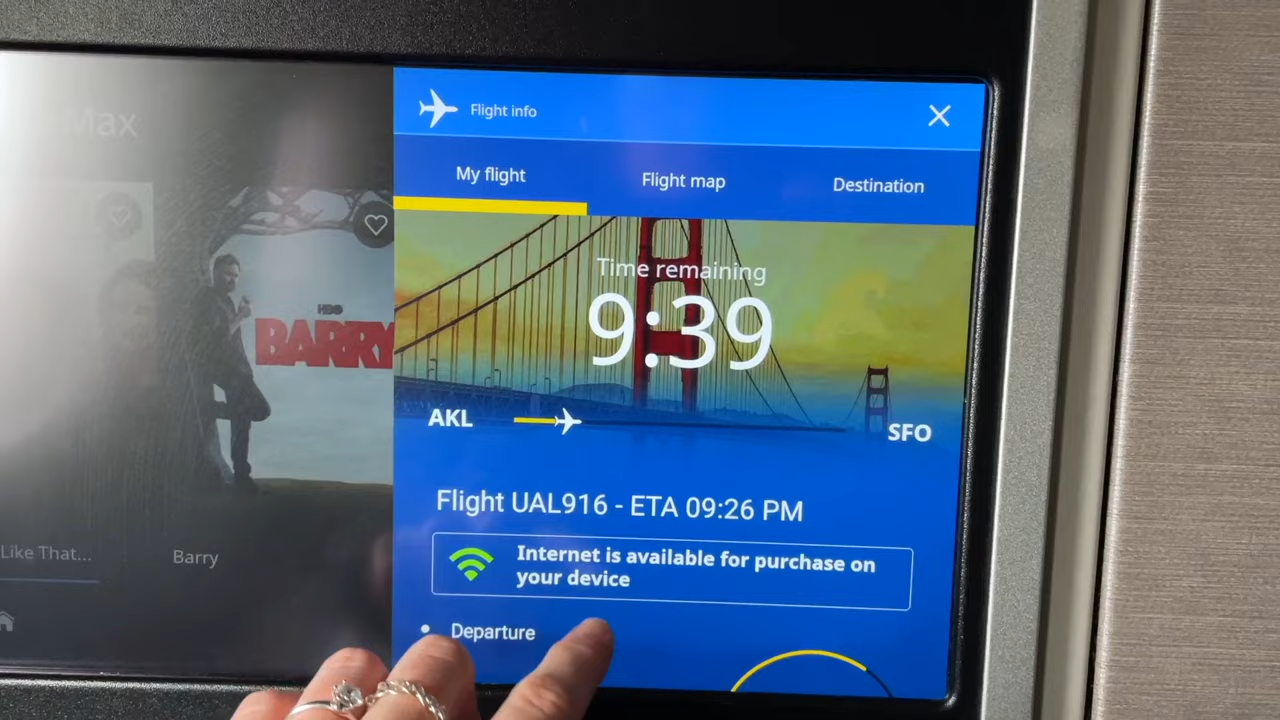 Max
HBO
BARRY
Like That...
Barry
Flight info
My flight
Flight map
Destination
Time remaining
9:39
AKL
SFO
Flight UAL916 - ETA 09:26 PM
Internet is available for purchase on
your device
Departure